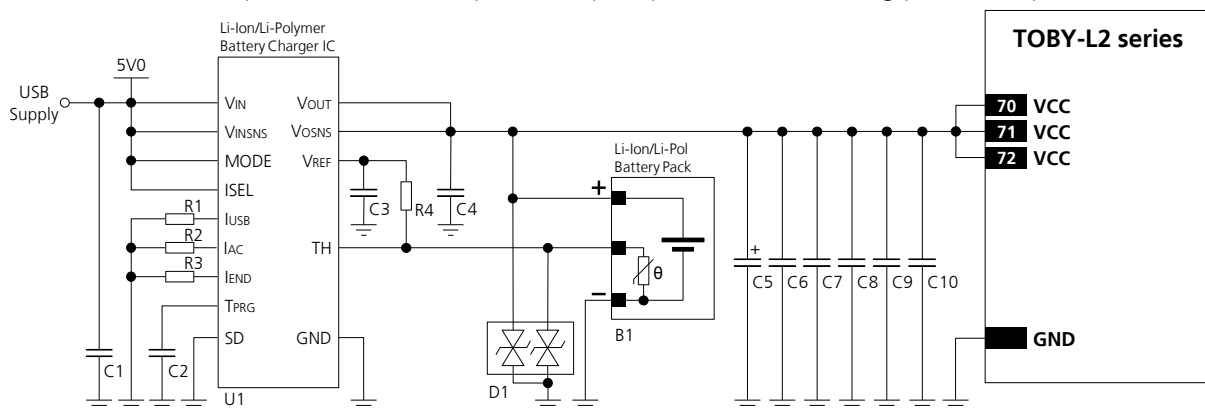 Li-Ion/Li-Polymer
Battery Charger IC
TOBY-L2 series
5V0
USB
Supply
VIN
VINSNS
MODE
ISEL
IUSB
IAC
IEND
TPRG
SD
VOUT
VOSNS
VREF
TH
GND
R1
R2
R3
C1
C2
U1
C3
R4
C4
Li-Ion/Li-Pol
Battery Pack
+
θ
–
B1
D1
+
C5
C6
C7
C8
C9
C10
70 VCC
71 VCC
72 VCC
GND